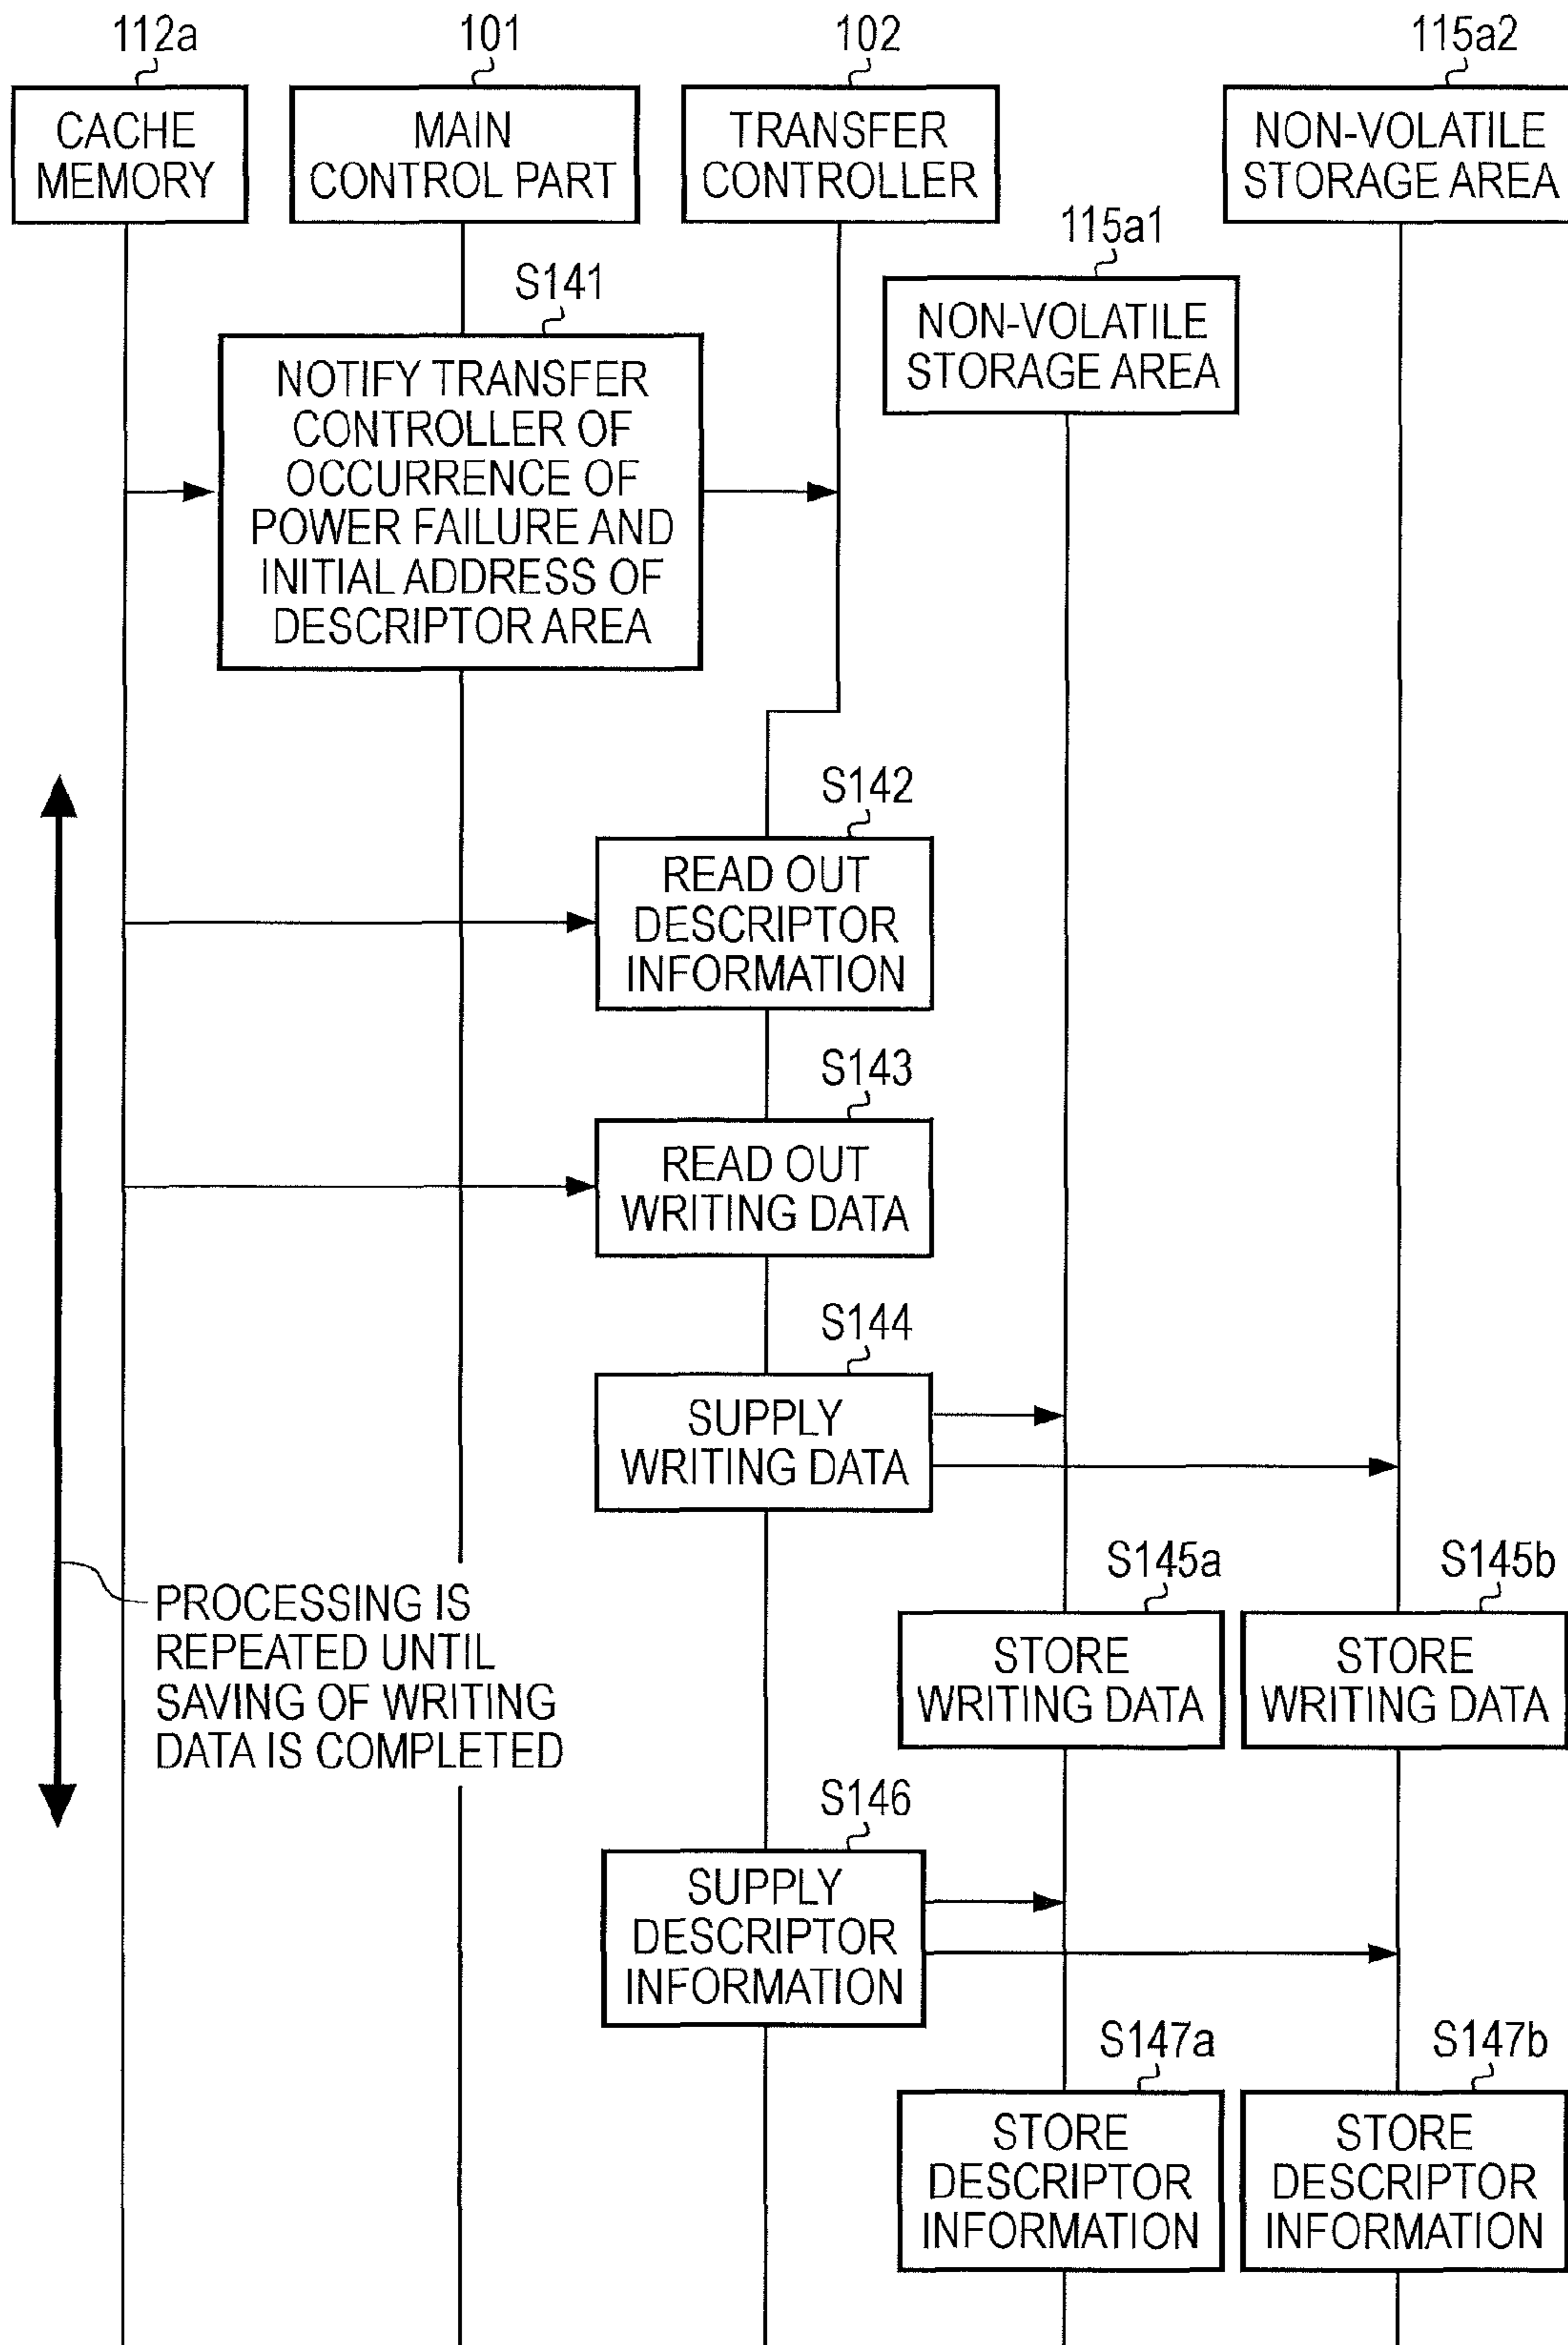 112a
101
102
115a2
CACHE
MEMORY
MAIN
CONTROL PART
TRANSFER
CONTROLLER
NON-VOLATILE
STORAGE AREA
115a1
NON-VOLATILE
STORAGE AREA
S141
NOTIFY TRANSFER
CONTROLLER OF
OCCURRENCE OF
POWER FAILURE AND
INITIAL ADDRESS OF
DESCRIPTOR AREA
S142
READ OUT
DESCRIPTOR
INFORMATION
S143
READ OUT
WRITING DATA
S144
SUPPLY
WRITING DATA
PROCESSING IS
REPEATED UNTIL
SAVING OF WRITING
DATA IS COMPLETED
S145a
STORE
WRITING DATA
S145b
STORE
WRITING DATA
S146
SUPPLY
DESCRIPTOR
INFORMATION
S147a
STORE
DESCRIPTOR
INFORMATION
S147b
STORE
DESCRIPTOR
INFORMATION